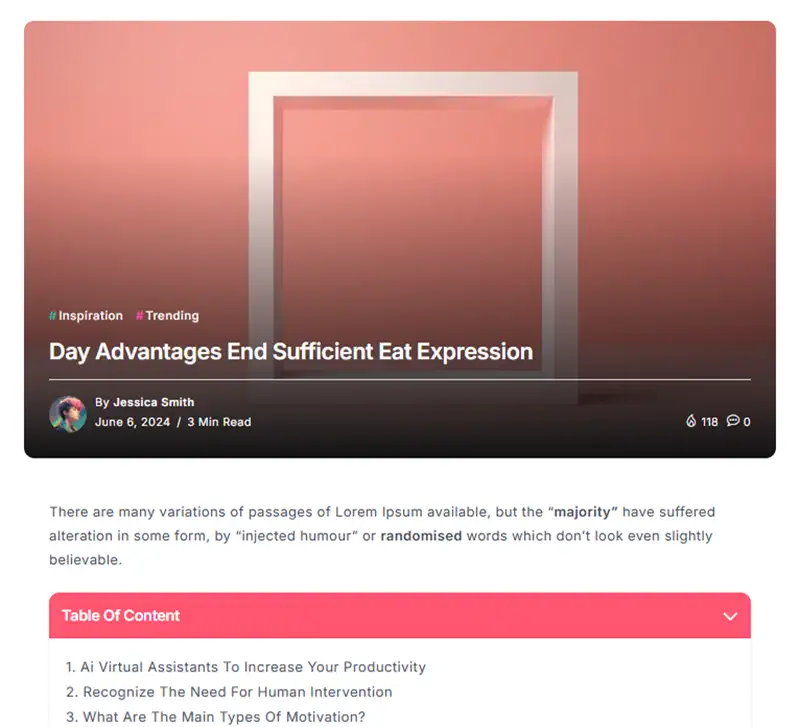 #Inspiration #Trending
Day Advantages End Sufficient Eat Expression
By Jessica Smith
June 6, 2024 / 3 Min Read
118 0
There are many variations of passages of Lorem Ipsum available, but the “majority” have suffered
alteration in some form, by “injected humour” or randomised words which don’t look even slightly
believable.
Table Of Content
1. Ai Virtual Assistants To Increase Your Productivity
2. Recognize The Need For Human Intervention
3. What Are The Main Types Of Motivation?